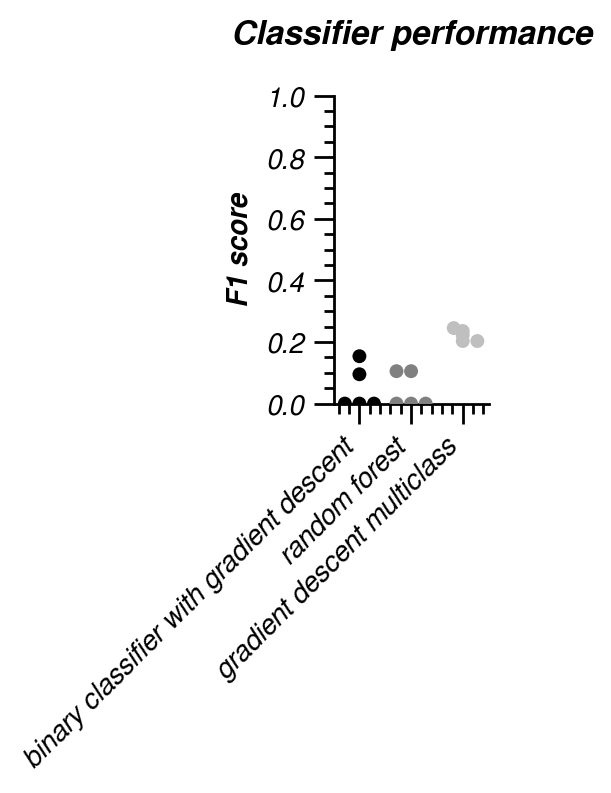 Classifier performance
1.0
0.8
0.6
0.4
0.2
0.0
F1 score
binary classifier with gradient descent
random forest
gradient descent multiclass